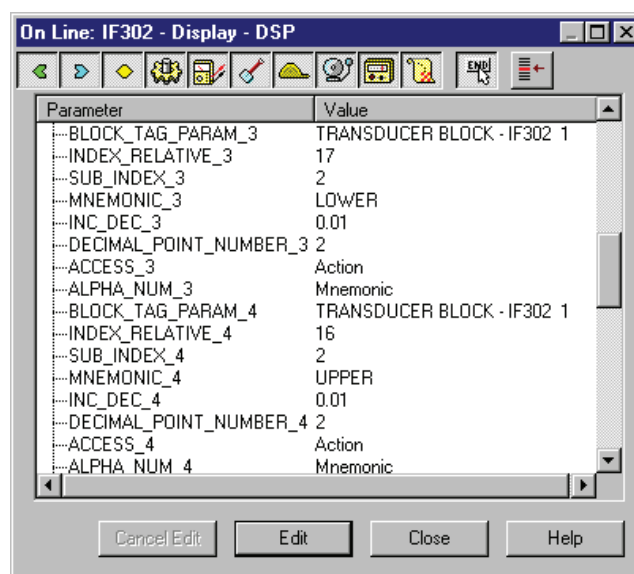 On Line: IF302 - Display - DSP
END
Parameter Value
BLOCK_TAG_PARAM_3 TRANSDUCER BLOCK - IF302 1
INDEX_RELATIVE_3 17
SUB_INDEX_3 2
MNEMONIC_3 LOWER
INC_DEC_3 0.01
DECIMAL_POINT_NUMBER_3 2
ACCESS_3 Action
ALPHA_NUM_3 Mnemonic
BLOCK_TAG_PARAM_4 TRANSDUCER BLOCK - IF302 1
INDEX_RELATIVE_4 16
SUB_INDEX_4 2
MNEMONIC_4 UPPER
INC_DEC_4 0.01
DECIMAL_POINT_NUMBER_4 2
ACCESS_4 Action
ALPHA_NUM_4 Mnemonic
Cancel Edit Edit Close Help